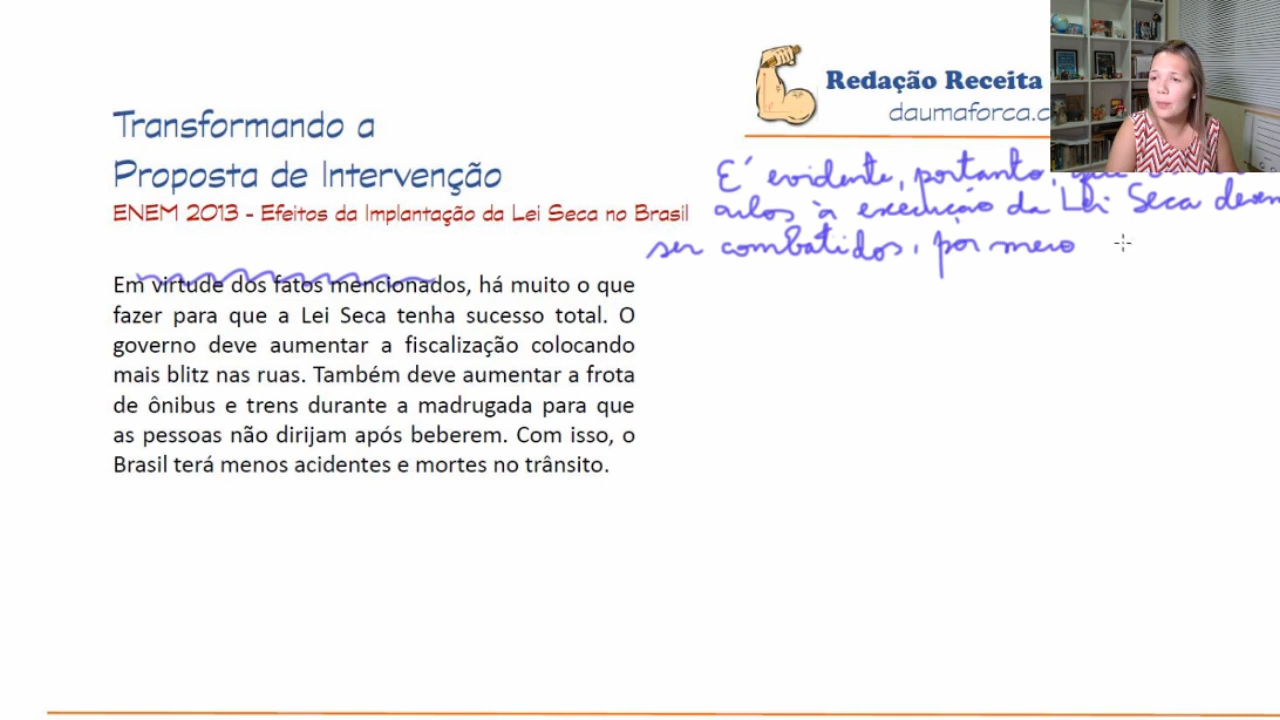 Redação Receita
daumaforca.c
Transformando a
Proposta de Intervenção
ENEM 2013 - Efeitos da Implantação da Lei Seca no Brasil
É evidente, portanto,
à execução da Lei Seca devem
ser combatidos, por meio
Em virtude dos fatos mencionados, há muito o que
fazer para que a Lei Seca tenha sucesso total. O
governo deve aumentar a fiscalização colocando
mais blitz nas ruas. Também deve aumentar a frota
de ônibus e trens durante a madrugada para que
as pessoas não dirijam após beberem. Com isso, o
Brasil terá menos acidentes e mortes no trânsito.